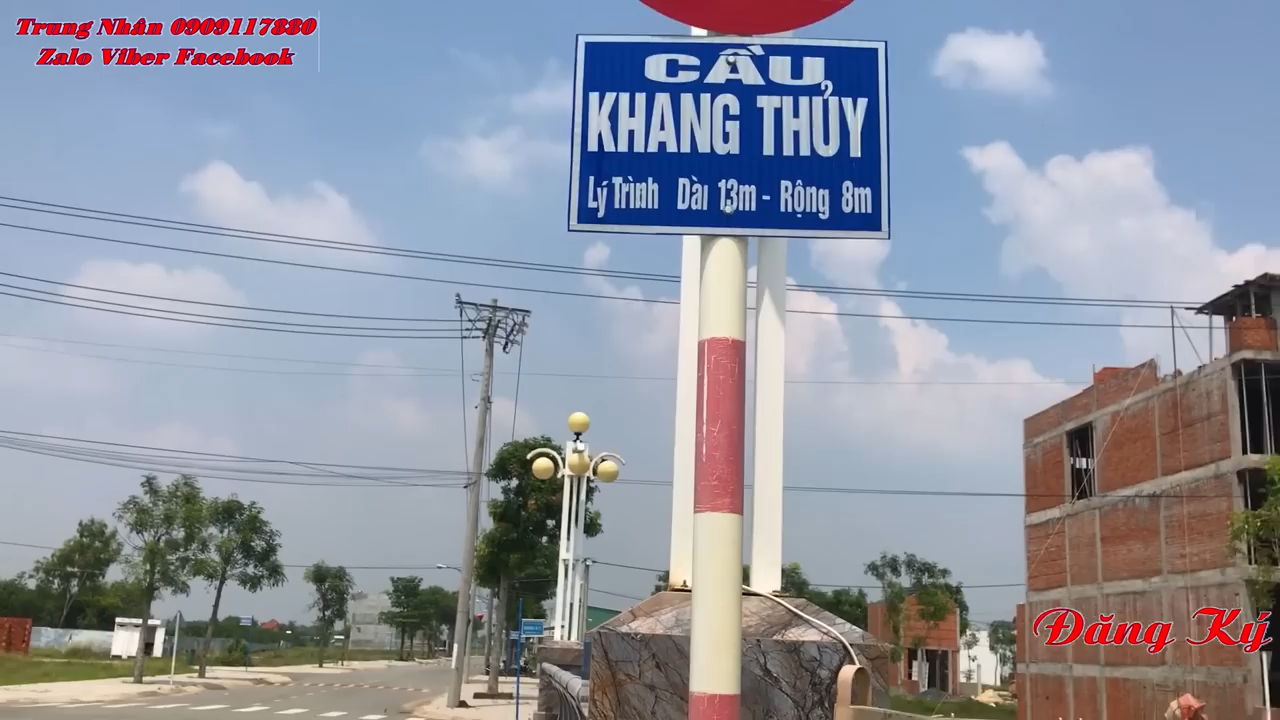 Trung Nhân 0909117880
Zalo Viber Facebook
CẦU
KHANG THỦY
Lý Trình Dài 13m - Rộng 8m
Đăng Ký